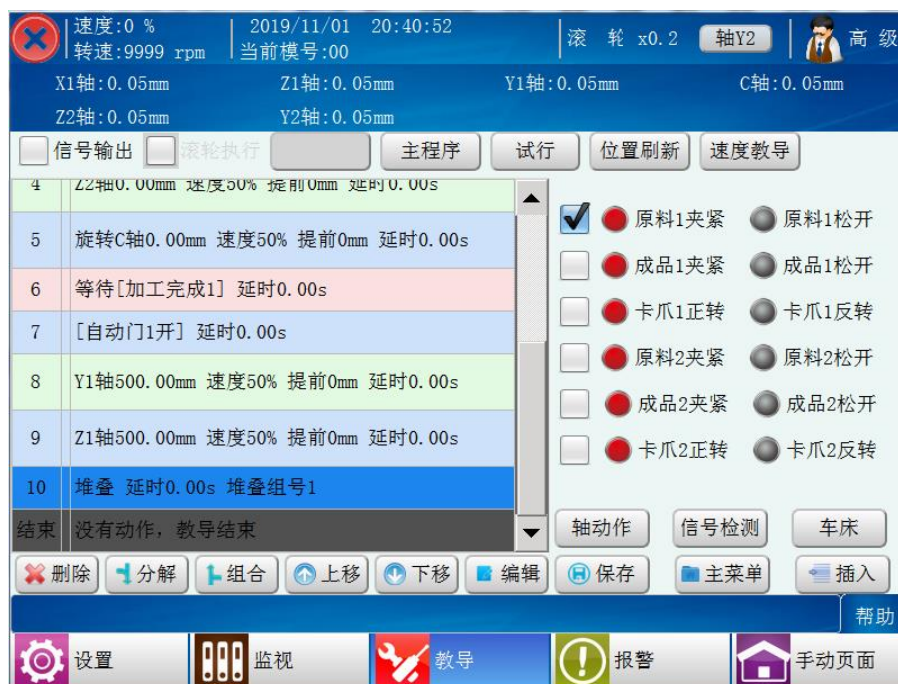 速度:0 % 2019/11/01 20:40:52 滚 轮 x0.2 轴Y2 高 级
转速:9999 rpm 当前模号:00
X1轴:0.05mm Z1轴:0.05mm Y1轴:0.05mm C轴:0.05mm
Z2轴:0.05mm Y2轴:0.05mm
信号输出 滚轮执行 主程序 试行 位置刷新 速度教导
4 Z2轴0.00mm 速度50% 提前0mm 延时0.00s
5 旋转C轴0.00mm 速度50% 提前0mm 延时0.00s
6 等待[加工完成1] 延时0.00s
7 [自动门1开] 延时0.00s
8 Y1轴500.00mm 速度50% 提前0mm 延时0.00s
9 Z1轴500.00mm 速度50% 提前0mm 延时0.00s
10 堆叠 延时0.00s 堆叠组号1
结束 没有动作，教导结束
原料1夹紧 原料1松开
成品1夹紧 成品1松开
卡爪1正转 卡爪1反转
原料2夹紧 原料2松开
成品2夹紧 成品2松开
卡爪2正转 卡爪2反转
轴动作 信号检测 车床
删除 分解 组合 上移 下移 编辑 保存 主菜单 插入
帮助
设置 监视 教导 报警 手动页面